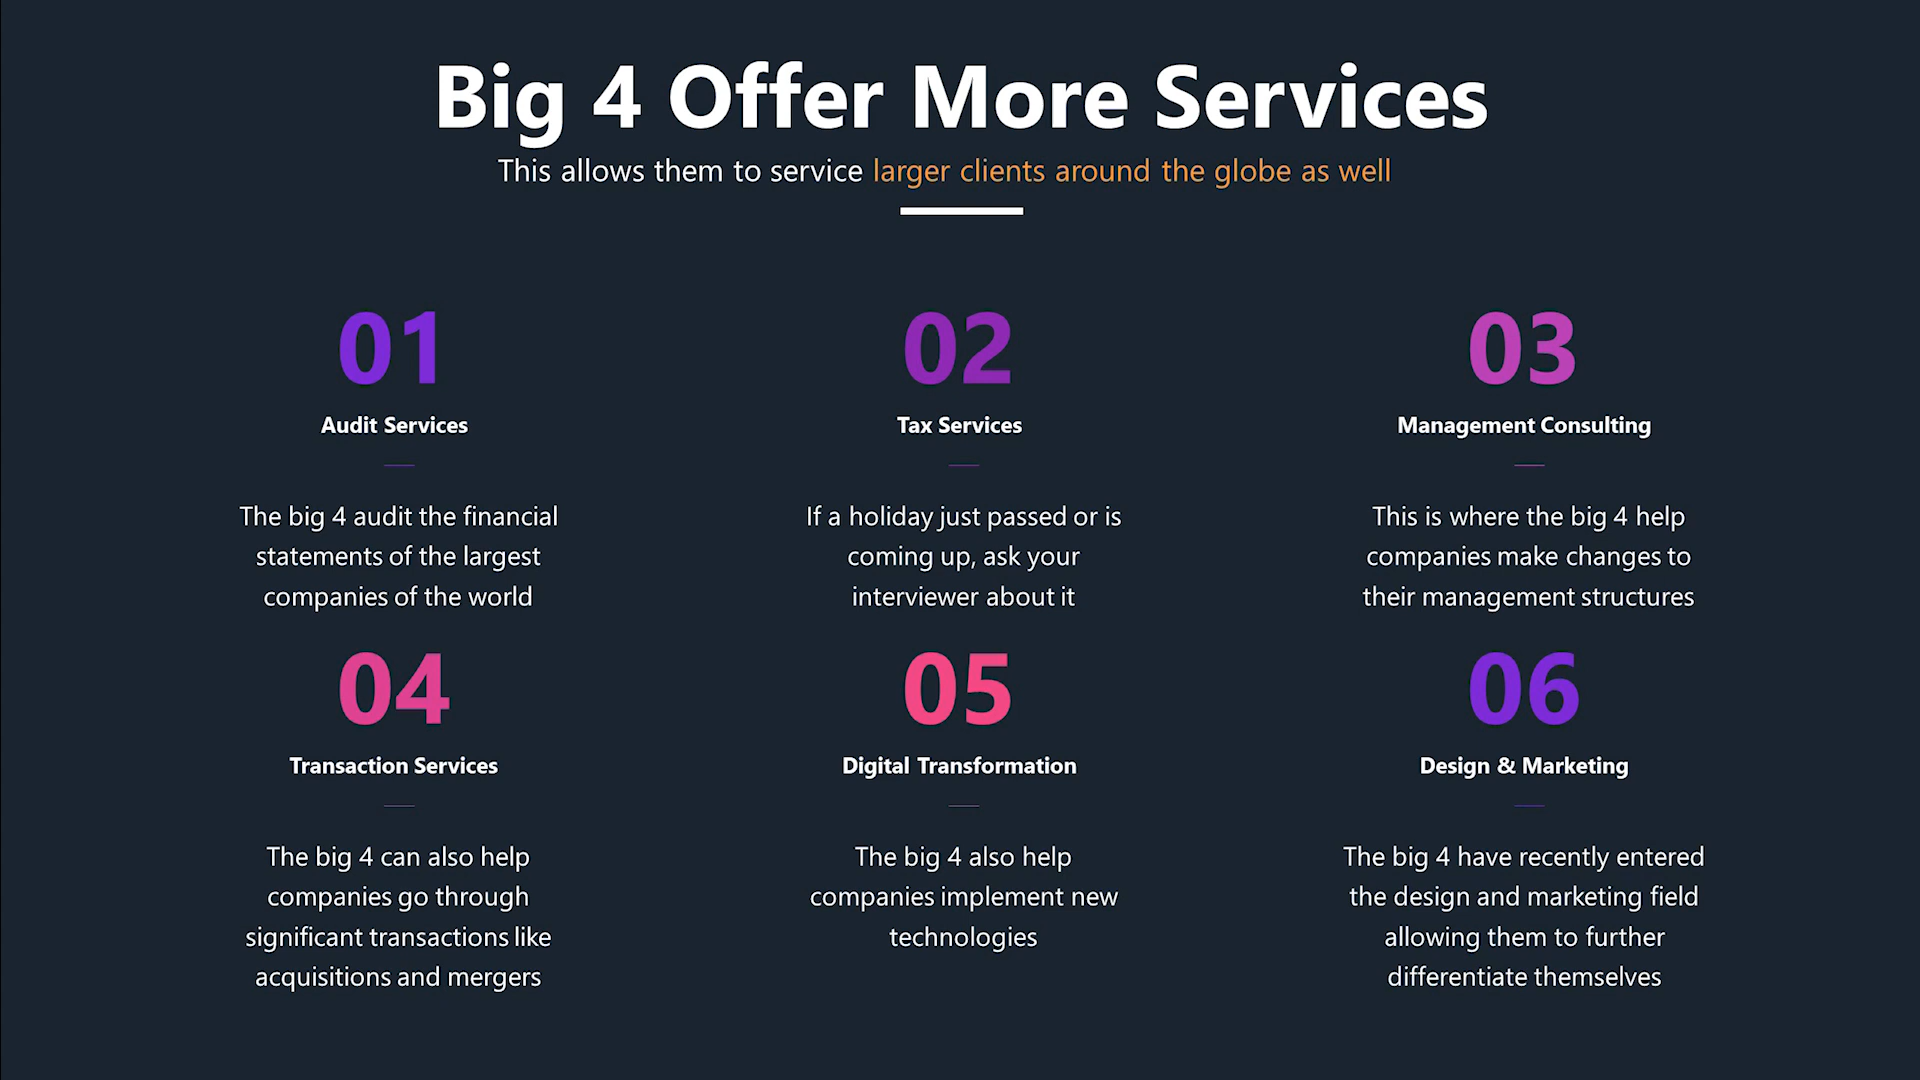 Big 4 Offer More Services
This allows them to service larger clients around the globe as well
01
Audit Services
The big 4 audit the financial
statements of the largest
companies of the world
02
Tax Services
If a holiday just passed or is
coming up, ask your
interviewer about it
03
Management Consulting
This is where the big 4 help
companies make changes to
their management structures
04
Transaction Services
The big 4 can also help
companies go through
significant transactions like
acquisitions and mergers
05
Digital Transformation
The big 4 also help
companies implement new
technologies
06
Design & Marketing
The big 4 have recently entered
the design and marketing field
allowing them to further
differentiate themselves